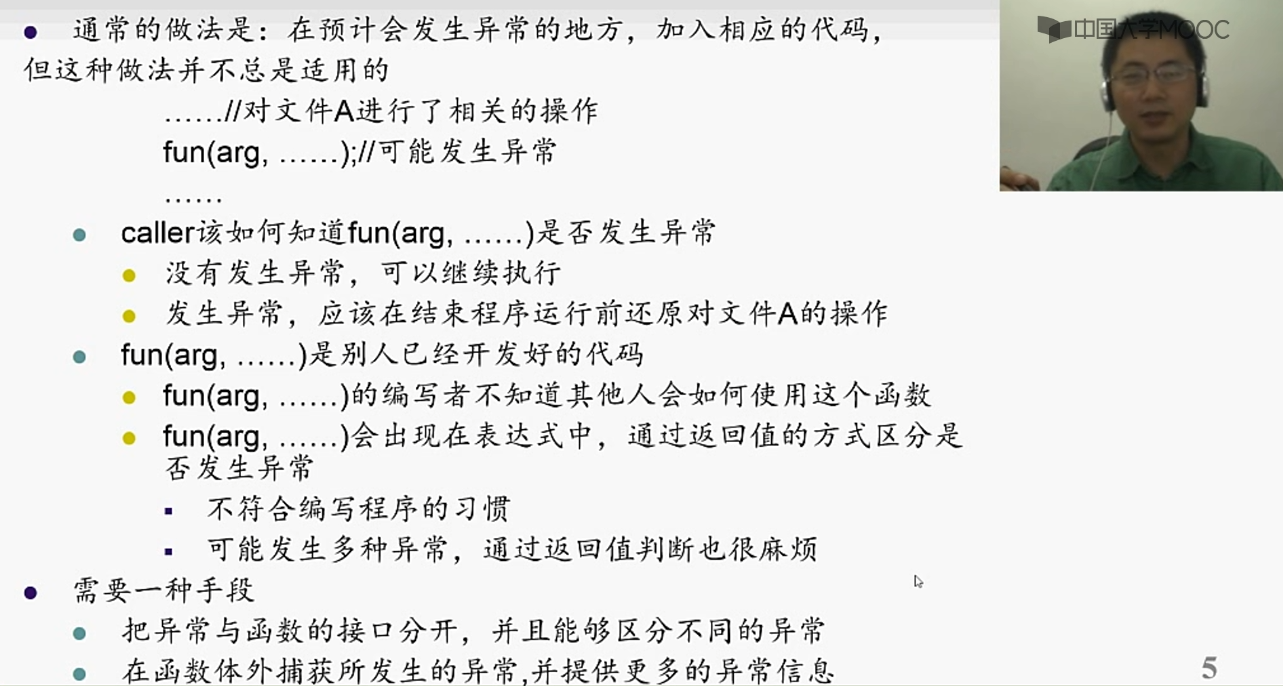 通常的做法是：在预计会发生异常的地方，加入相应的代码，
但这种做法并不总是适用的
……//对文件A进行了相关的操作
fun(arg, ……);//可能发生异常
……
caller该如何知道fun(arg, ……)是否发生异常
没有发生异常，可以继续执行
发生异常，应该在结束程序运行前还原对文件A的操作
fun(arg, ……)是别人已经开发好的代码
fun(arg, ……)的编写者不知道其他人会如何使用这个函数
fun(arg, ……)会出现在表达式中，通过返回值的方式区分是
否发生异常
不符合编写程序的习惯
可能发生多种异常，通过返回值判断也很麻烦
需要一种手段
把异常与函数的接口分开，并且能够区分不同的异常
在函数体外捕获所发生的异常,并提供更多的异常信息
5
中国大学MOOC